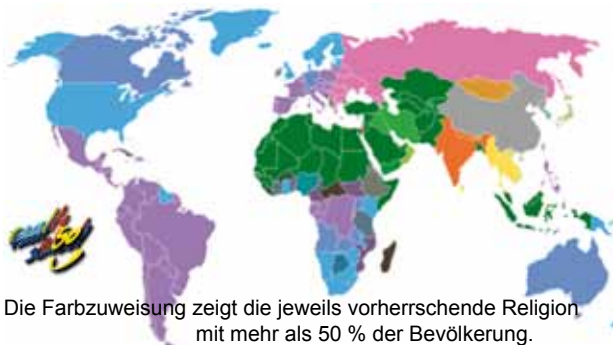 Die Farbzuweisung zeigt die jeweils vorherrschende Religion
mit mehr als 50 % der Bevölkerung.